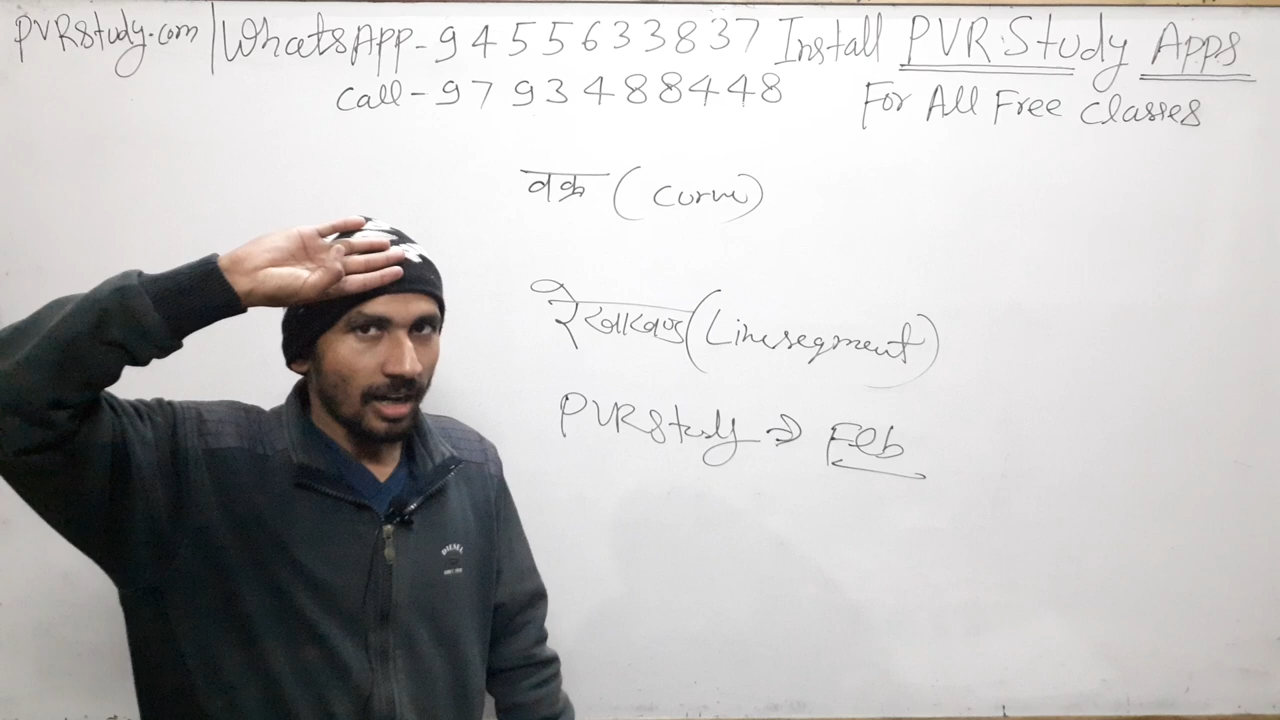 PVRStudy.com | WhatsApp-9455633837 Install PVR Study Apps
Call-9793488448 For All Free Classes
वक्र (Curve)
रेखाखण्ड (Linesegment)
PVRStudy ⇒ Feb
DIESEL